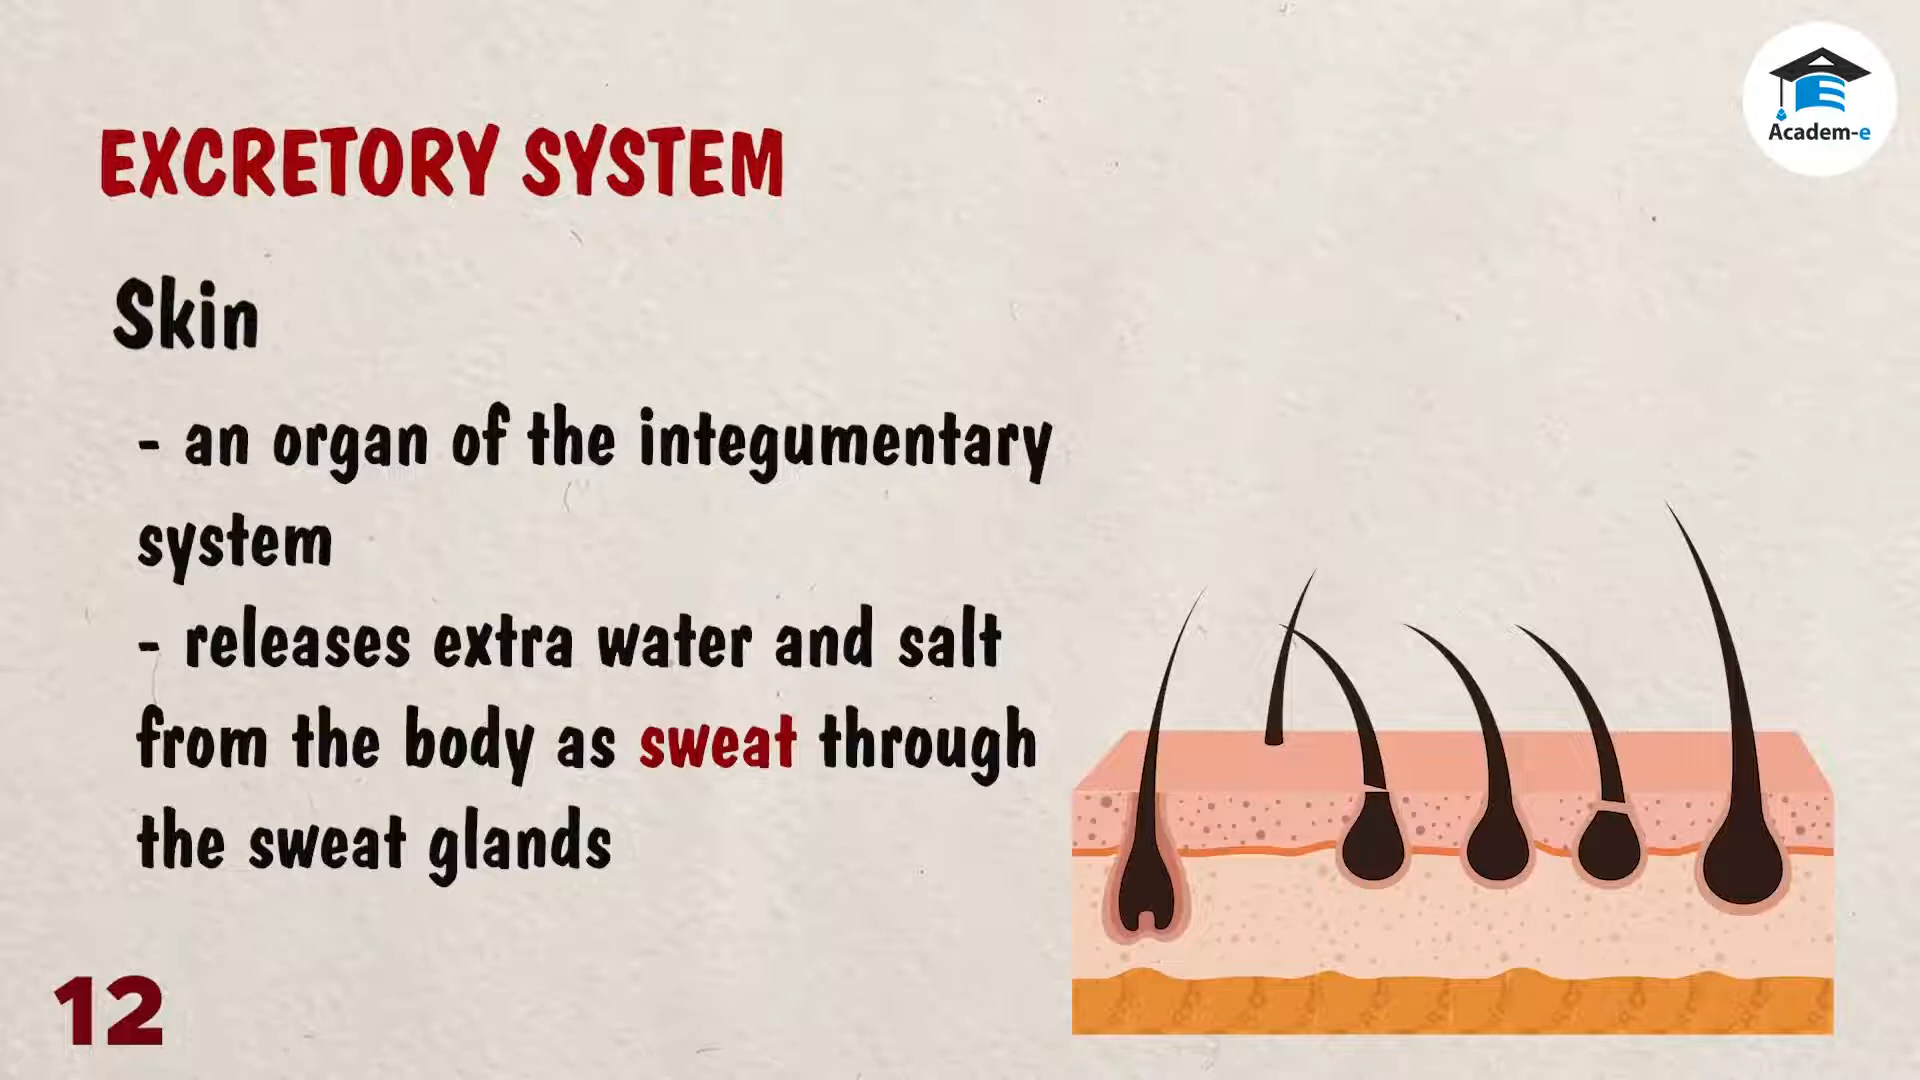 Academ-e
EXCRETORY SYSTEM
Skin
- an organ of the integumentary
system
- releases extra water and salt
from the body as sweat through
the sweat glands
12